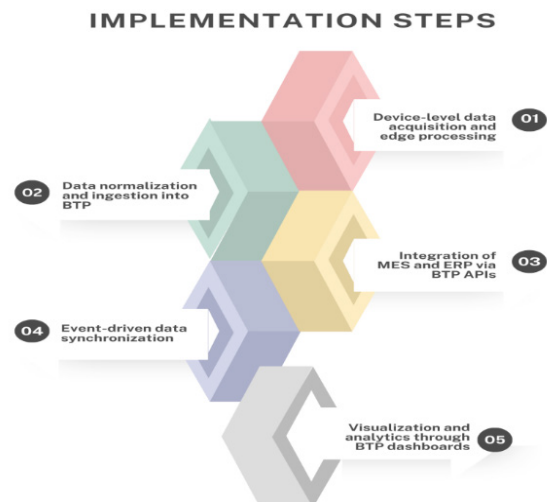 IMPLEMENTATION STEPS
01
Device-level data
acquisition and
edge processing
02
Data normalization
and ingestion into
BTP
03
Integration of
MES and ERP via
BTP APIs
04
Event-driven data
synchronization
05
Visualization and
analytics through
BTP dashboards